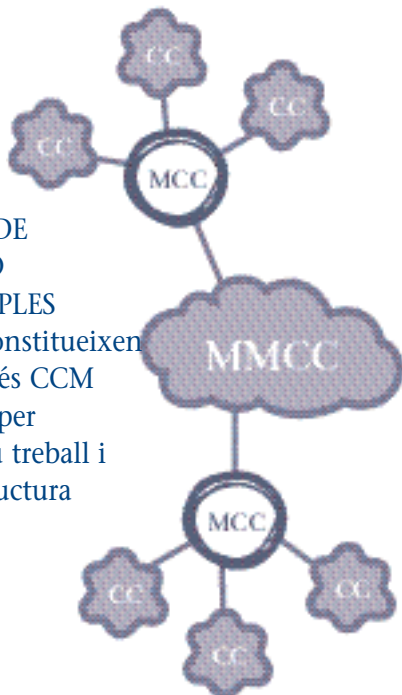 CC
CC
CC
MCC
DE
PLES
onstitueixen
MMCC
és CCM
per
treball i
uctura
MCC
CC
CC
CC